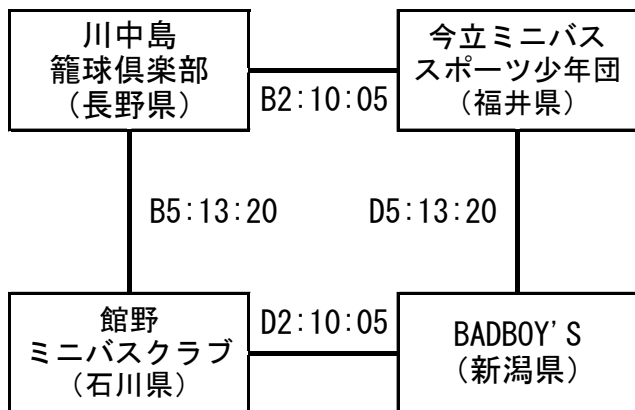 川中島
籠球倶楽部
（長野県）
今立ミニバス
スポーツ少年団
（福井県）
B2:10:05
B5:13:20
D5:13:20
館野
ミニバスクラブ
（石川県）
D2:10:05
BADBOY'S
（新潟県）